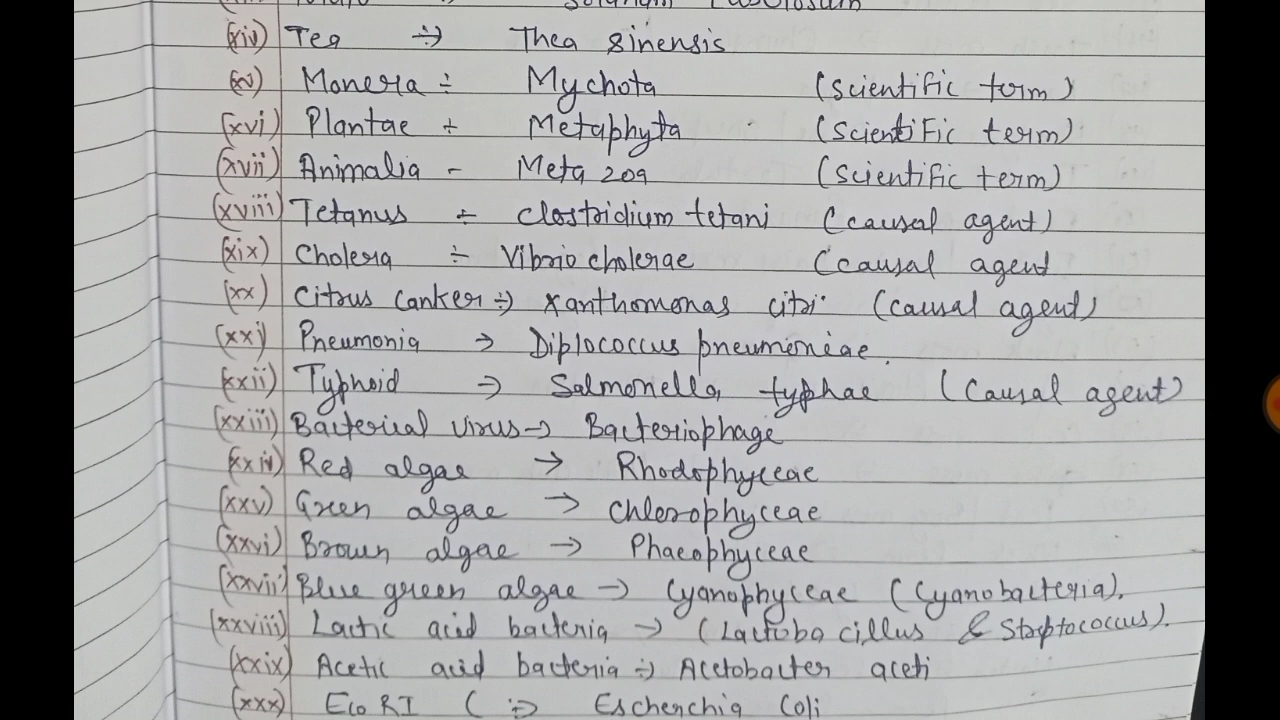 (xiv) Tea ÷) Thea sinensis
(xv) Monera ÷ Mychota (scientific term)
(xvi) Plantae ÷ Metaphyta (scientific term)
(xvii) Animalia - Metazoa (scientific term)
(xviii) Tetanus ÷ Clostridium tetani (causal agent)
(xix) Cholera ÷ Vibrio cholerae (causal agent
(xx) Citrus canker ÷) Xanthomonas citri (causal agent)
(xxi) Pneumonia → Diplococcus pneumoniae.
(xxii) Typhoid → Salmonella typhae (Causal agent)
(xxiii) Bacterical virus → Bacteriophage
(xxiv) Red algae → Rhodophyceae
(xxv) Green algae → Chlorophyceae
(xxvi) Brown algae → Phaeophyceae
(xxvii) Blue green algae → Cyanophyceae (Cyanobacteria).
(xxviii) Lactic acid bacteria → (Lactobacillus & Streptococcus).
(xxix) Acetic acid bacteria ÷) Acetobacter aceti
(xxx) Eco RI ( ÷) Escherchia Coli